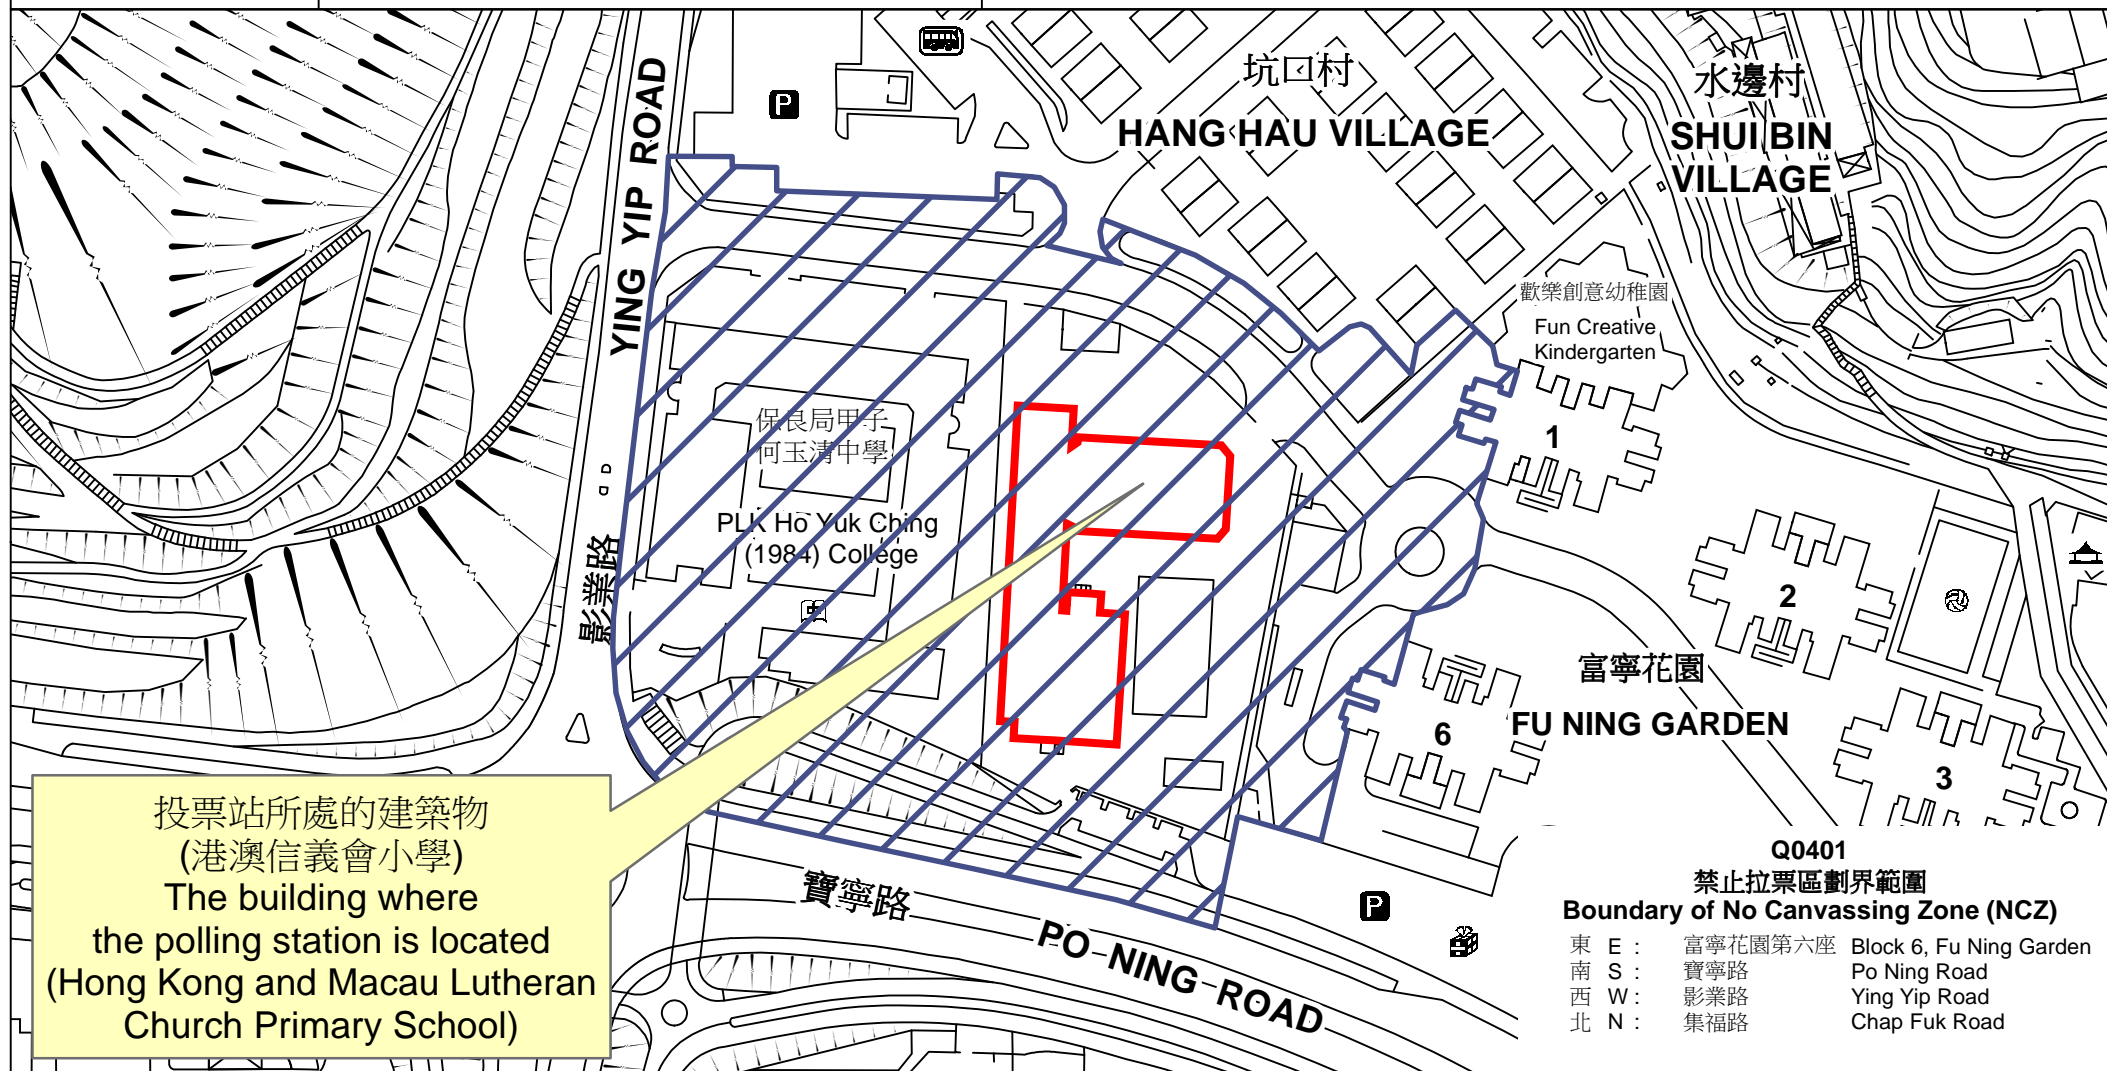 坑口村
HANG HAU VILLAGE
水邊村
SHUI BIN
VILLAGE
YING YIP ROAD
影業路
歡樂創意幼稚園
Fun Creative
Kindergarten
保良局甲子
何玉清中學
PLK Ho Yuk Ching
(1984) College
1
2
3
6
富寧花園
FU NING GARDEN
P
P
寶寧路
PO NING ROAD
投票站所處的建築物
(港澳信義會小學)
The building where
the polling station is located
(Hong Kong and Macau Lutheran
Church Primary School)
Q0401
禁止拉票區劃界範圍
Boundary of No Canvassing Zone (NCZ)
東 E : 富寧花園第六座 Block 6, Fu Ning Garden
南 S : 寶寧路 Po Ning Road
西 W : 影業路 Ying Yip Road
北 N : 集福路 Chap Fuk Road